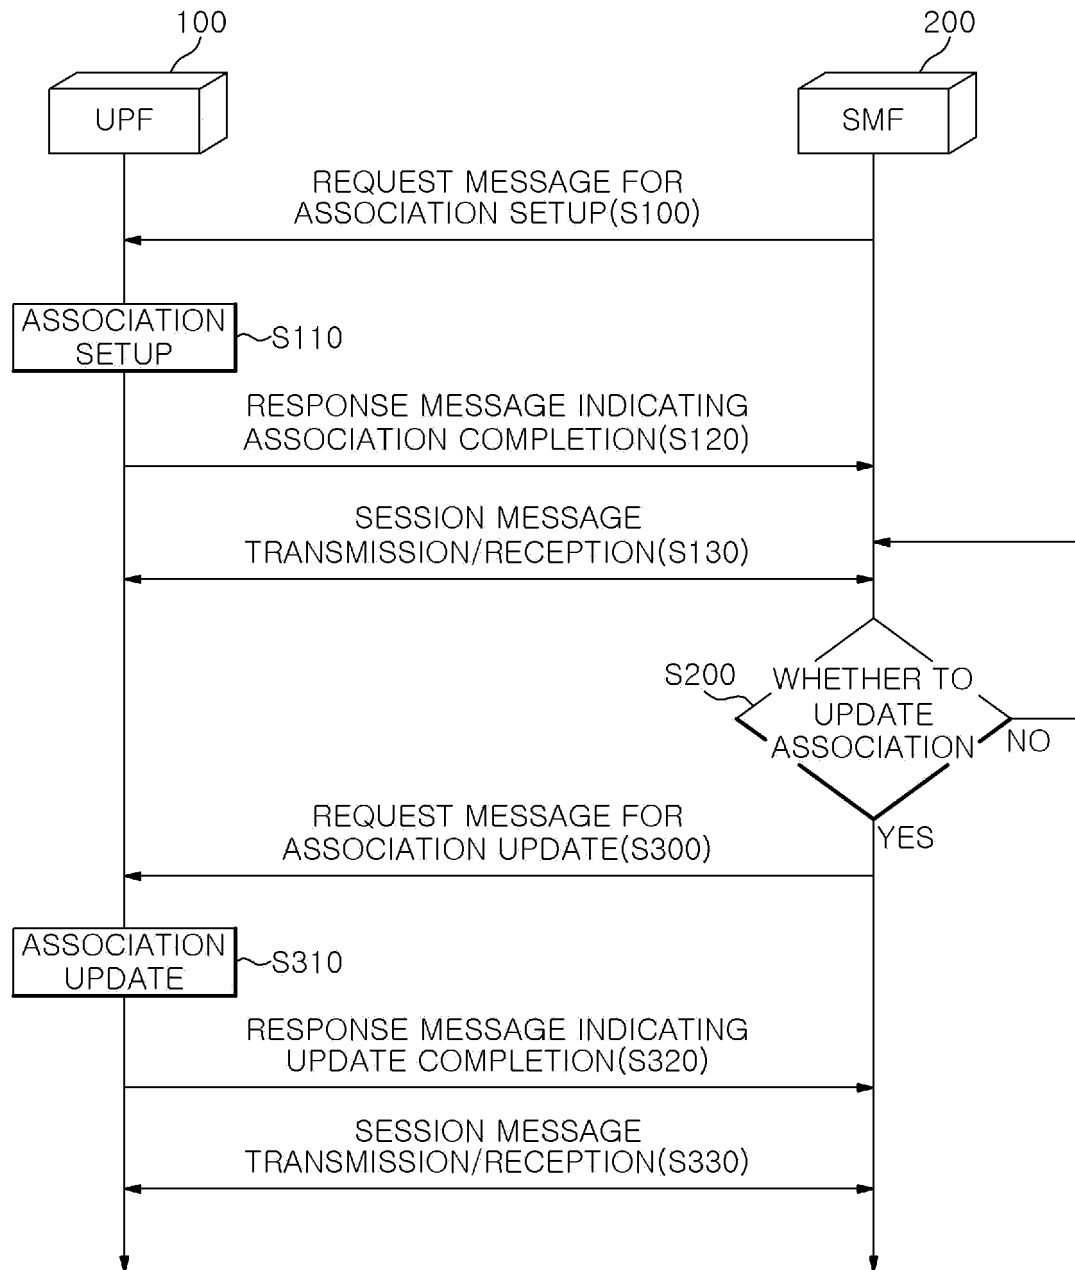 100
200
UPF
SMF
REQUEST MESSAGE FOR
ASSOCIATION SETUP(S100)
ASSOCIATION
SETUP
S110
RESPONSE MESSAGE INDICATING
ASSOCIATION COMPLETION(S120)
SESSION MESSAGE
TRANSMISSION/RECEPTION(S130)
S200
WHETHER TO
UPDATE
ASSOCIATION
NO
YES
REQUEST MESSAGE FOR
ASSOCIATION UPDATE(S300)
ASSOCIATION
UPDATE
S310
RESPONSE MESSAGE INDICATING
UPDATE COMPLETION(S320)
SESSION MESSAGE
TRANSMISSION/RECEPTION(S330)